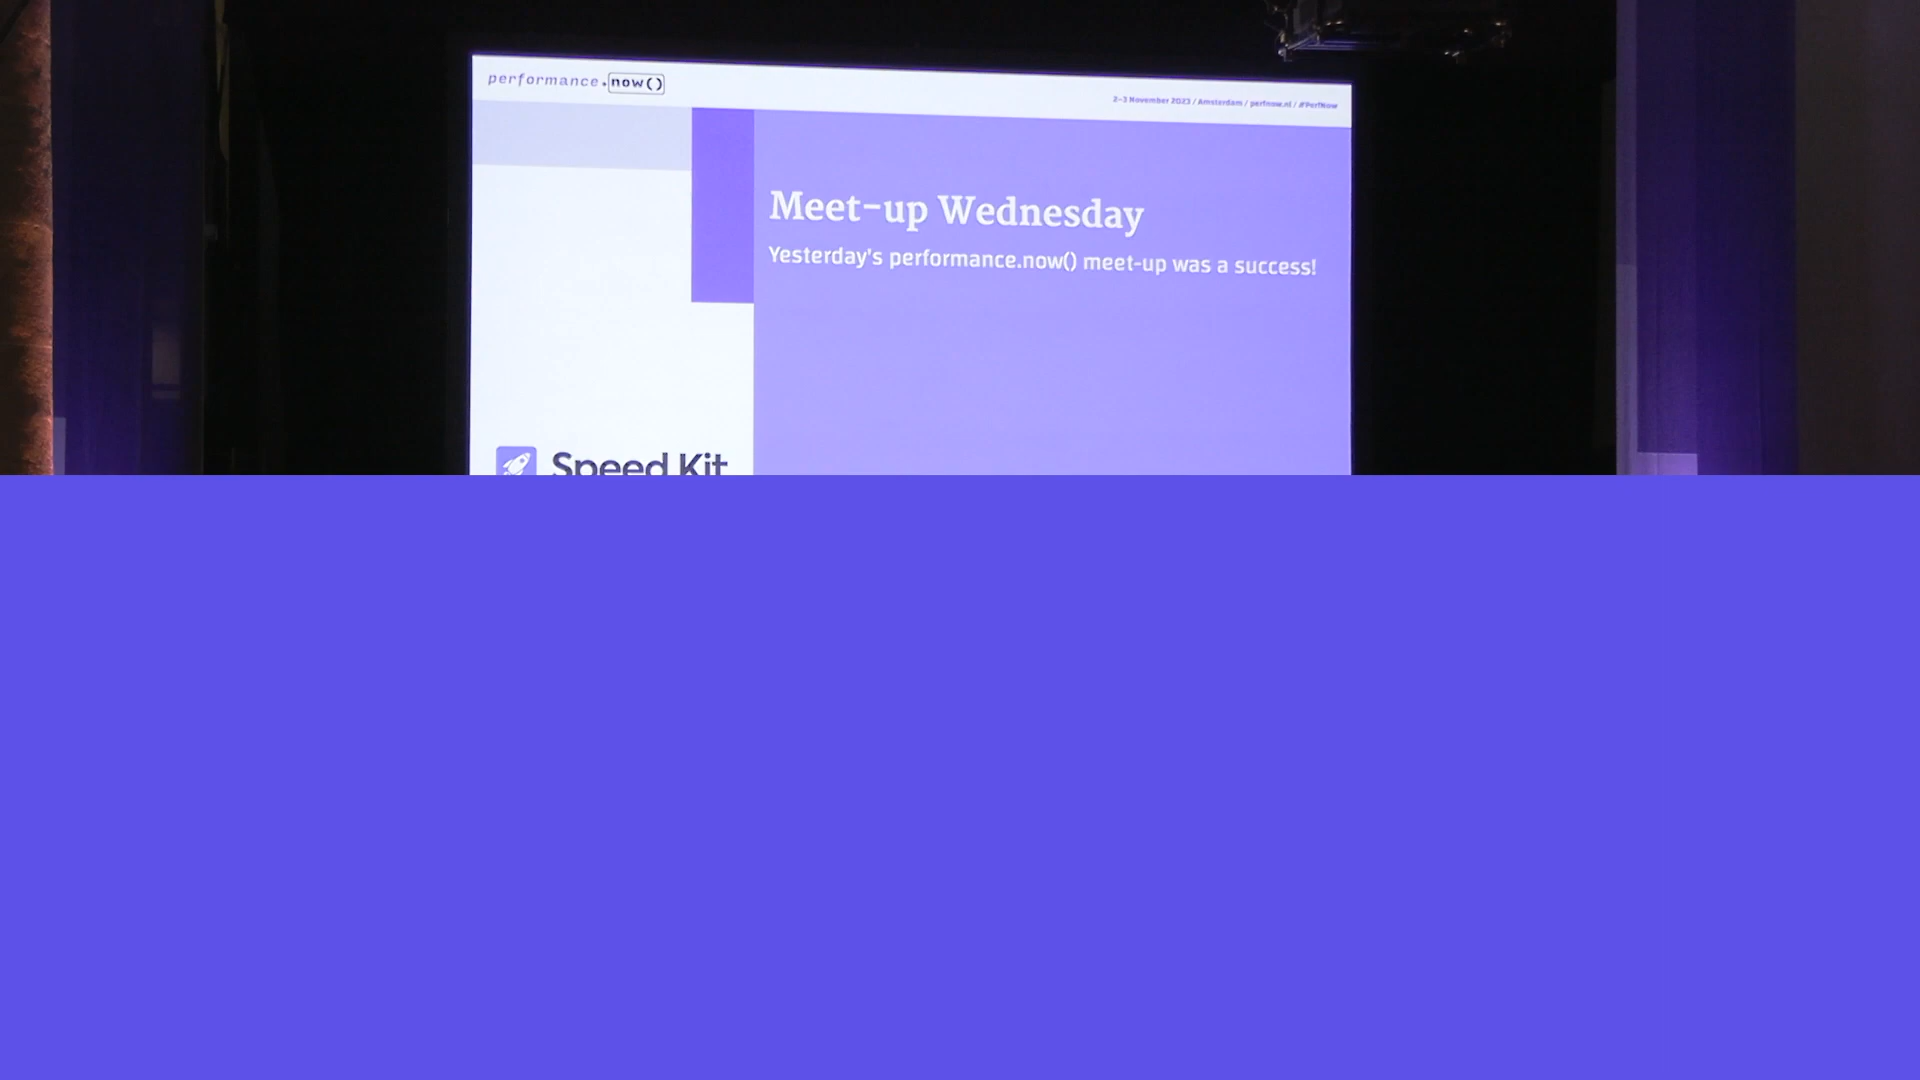 performance.now()
2-3 November 2023 / Amsterdam / perfnow.nl / #PerfNow
Meet-up Wednesday
Yesterday's performance.now() meet-up was a success!
Speed Kit